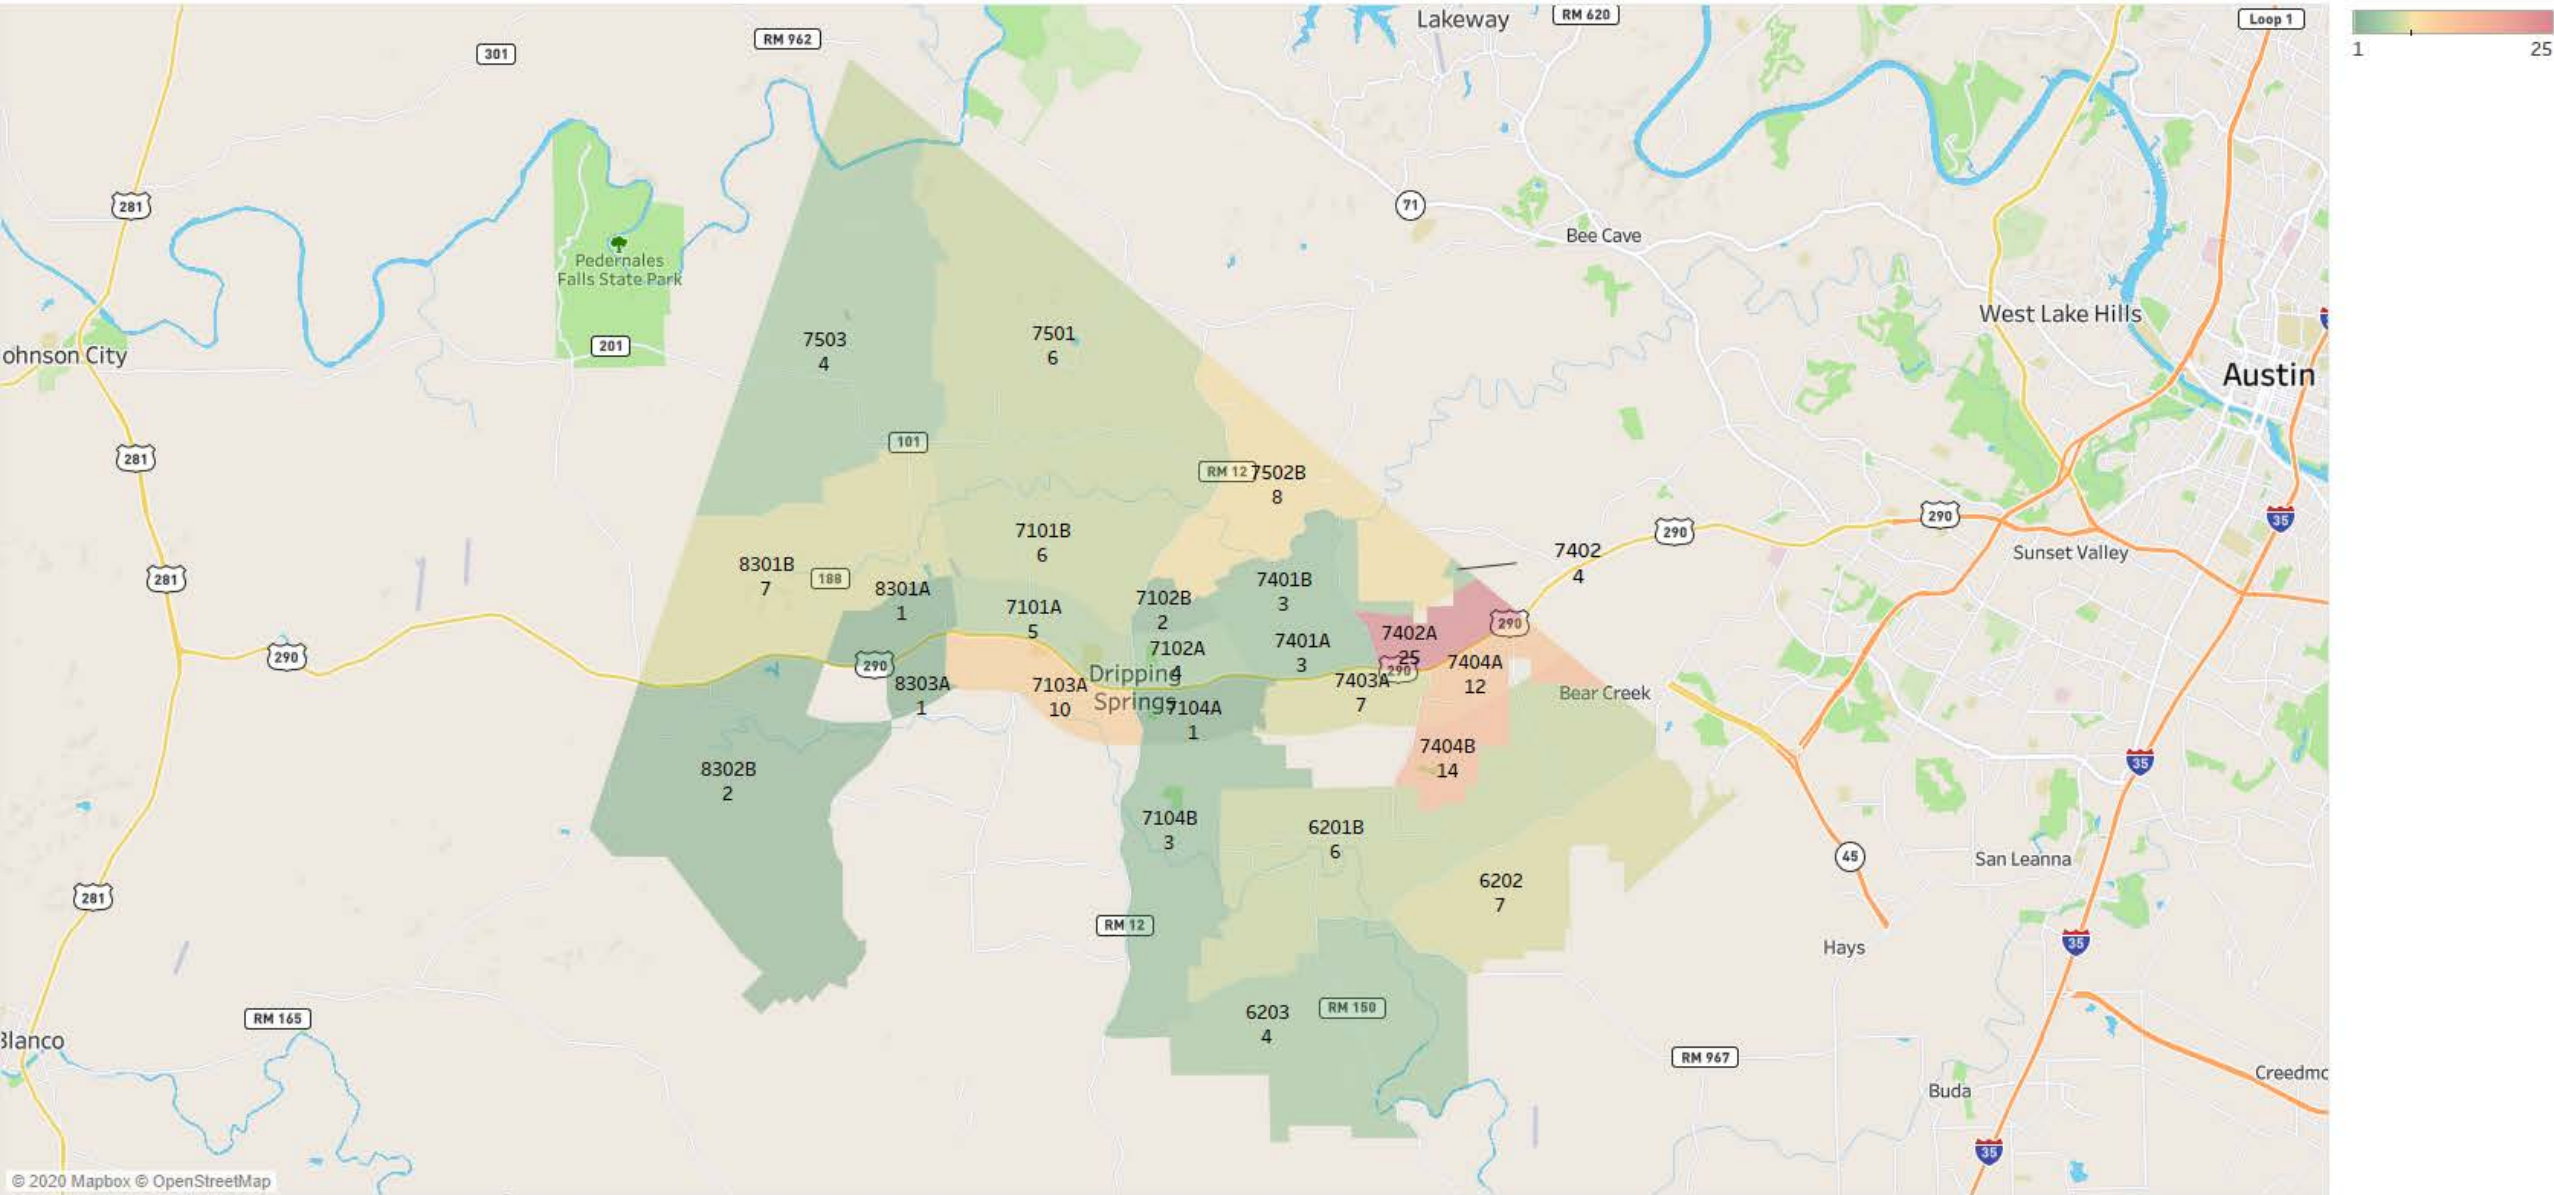 Lakeway
RM 620
Loop 1
RM 962
301
1
25
281
71
Bee Cave
Pedernales
Falls State Park
West Lake Hills
7501
6
7503
4
201
ohnson City
Austin
101
281
RM 12
7502B
8
290
290
35
7101B
6
7402
4
Sunset Valley
8301B
7
188
281
7401B
3
8301A
1
7102B
2
7101A
5
290
7402A
25
7401A
3
290
7102A
4
290
290
7404A
12
Dripping
Springs
8303A
1
7103A
10
7403A
7
Bear Creek
7104A
1
7404B
14
35
8302B
2
7104B
3
6201B
6
45
San Leanna
6202
7
281
RM 12
35
Hays
6203
4
RM 150
RM 165
Blanco
RM 967
Creedmo
Buda
35
© 2020 Mapbox © OpenStreetMap